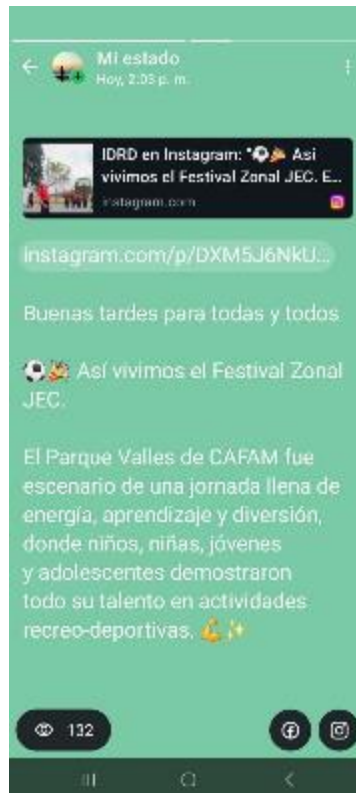 Mi estado
Hoy, 2:03 p. m.
IDRD en Instagram: "⚽🎉 Así
vivimos el Festival Zonal JEC. E...
instagram.com
instagram.com/p/DXM5J6NkU...
Buenas tardes para todas y todos
⚽🎉 Así vivimos el Festival Zonal
JEC.
El Parque Valles de CAFAM fue
escenario de una jornada llena de
energía, aprendizaje y diversión,
donde niños, niñas, jóvenes
y adolescentes demostraron
todo su talento en actividades
recreo-deportivas. 💪✨
132